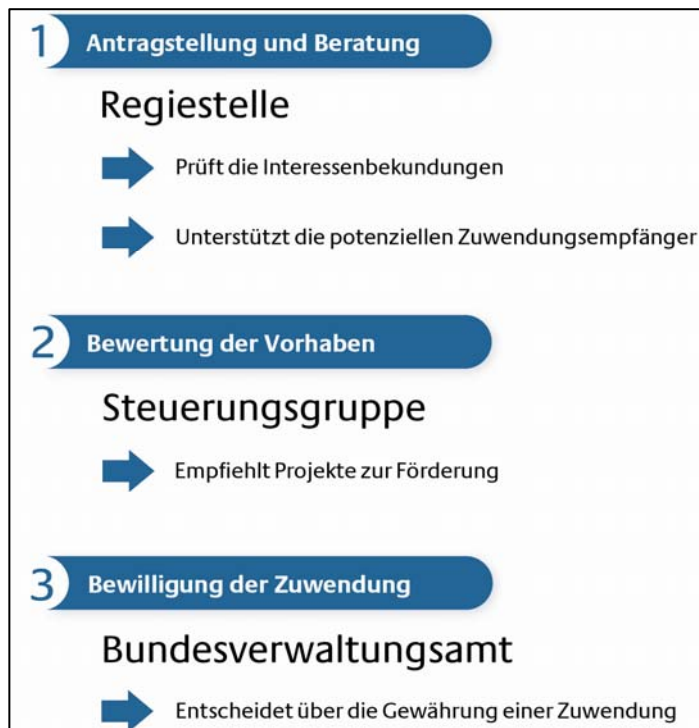 1 Antragstellung und Beratung
Regiestelle
Prüft die Interessenbekundungen
Unterstützt die potenziellen Zuwendungsempfänger
2 Bewertung der Vorhaben
Steuerungsgruppe
Empfiehlt Projekte zur Förderung
3 Bewilligung der Zuwendung
Bundesverwaltungsamt
Entscheidet über die Gewährung einer Zuwendung